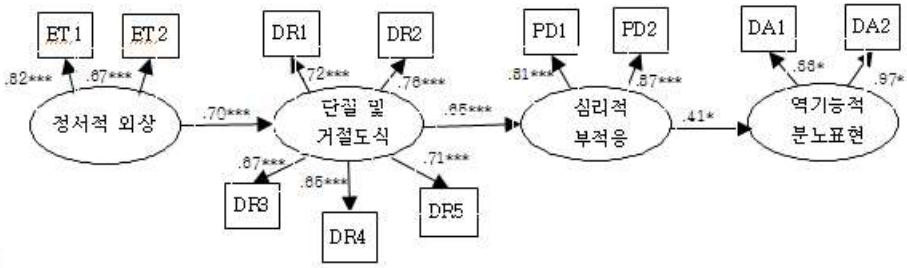 ET1 ET2 DR1 DR2 PD1 PD2 DA1 DA2
.82*** .67*** .72*** .76*** .81*** .87*** .88* .97*
정서적 외상
.70***
단절 및
거절도식
.65***
심리적
부적응
.41*
역기능적
분노표현
.67*** .65*** .71***
DR3 DR4 DR5